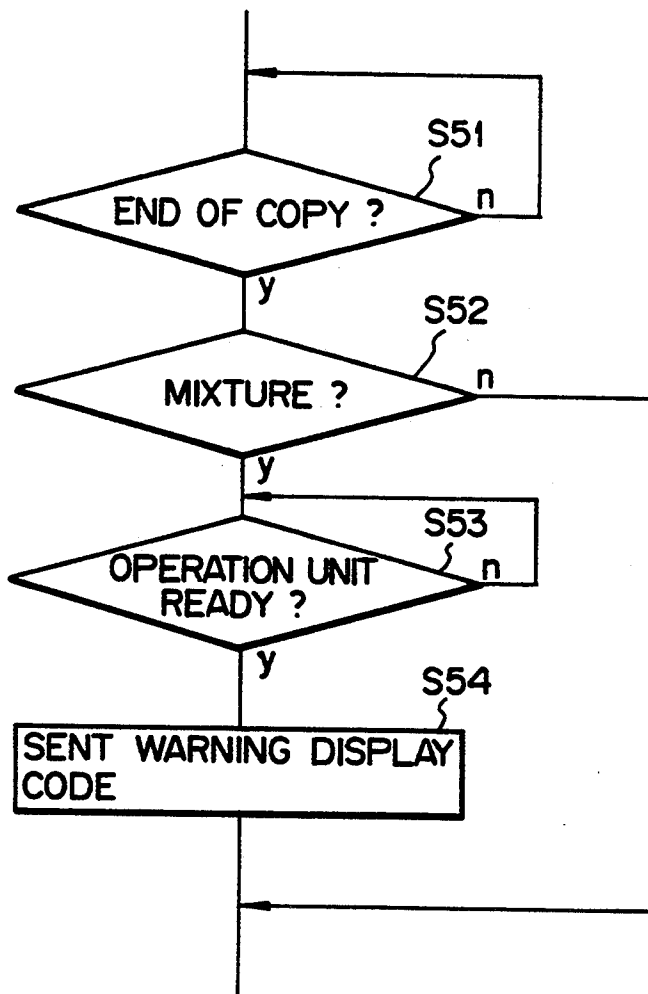 S51
END OF COPY ?
n
y
S52
MIXTURE ?
n
y
S53
OPERATION UNIT
READY ?
n
y
S54
SENT WARNING DISPLAY
CODE